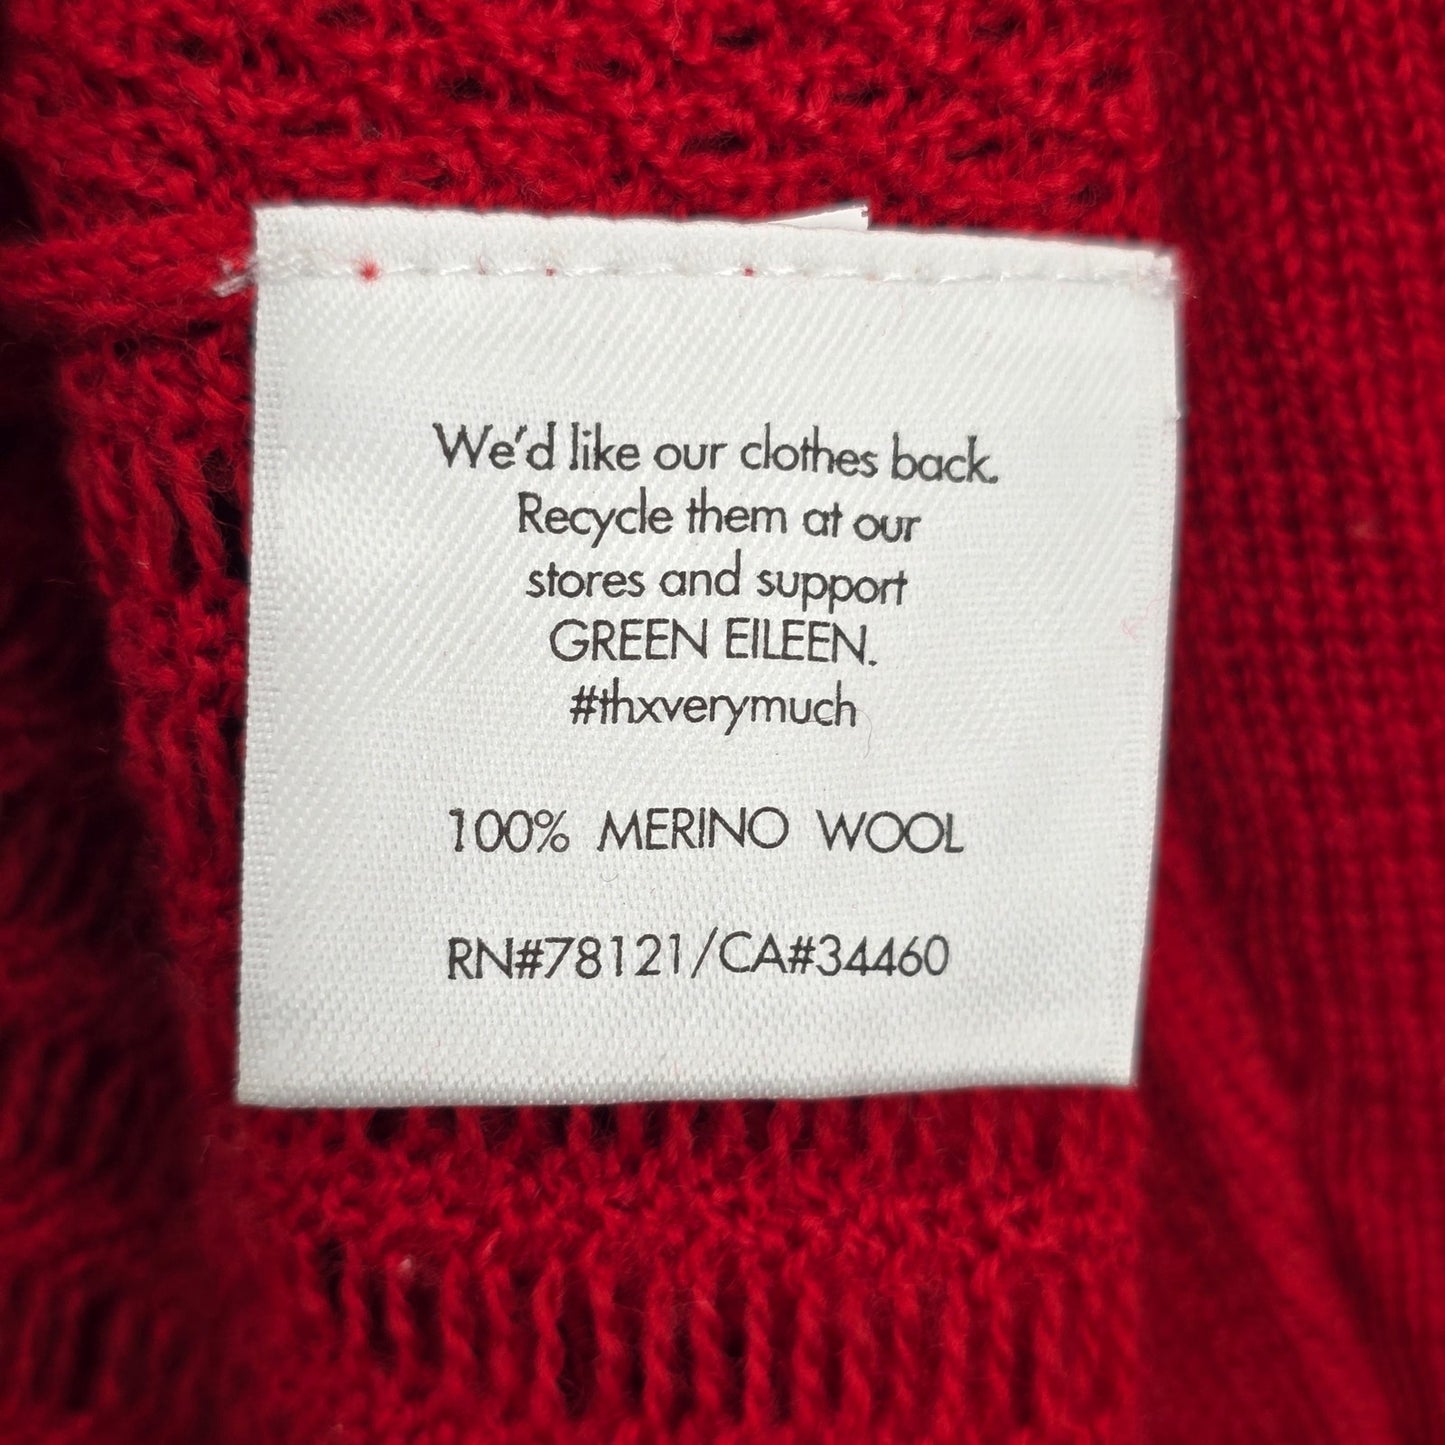 We'd like our clothes back.
Recycle them at our
stores and support
GREEN EILEEN.
#thxverymuch
100% MERINO WOOL
RN#78121/CA#34460